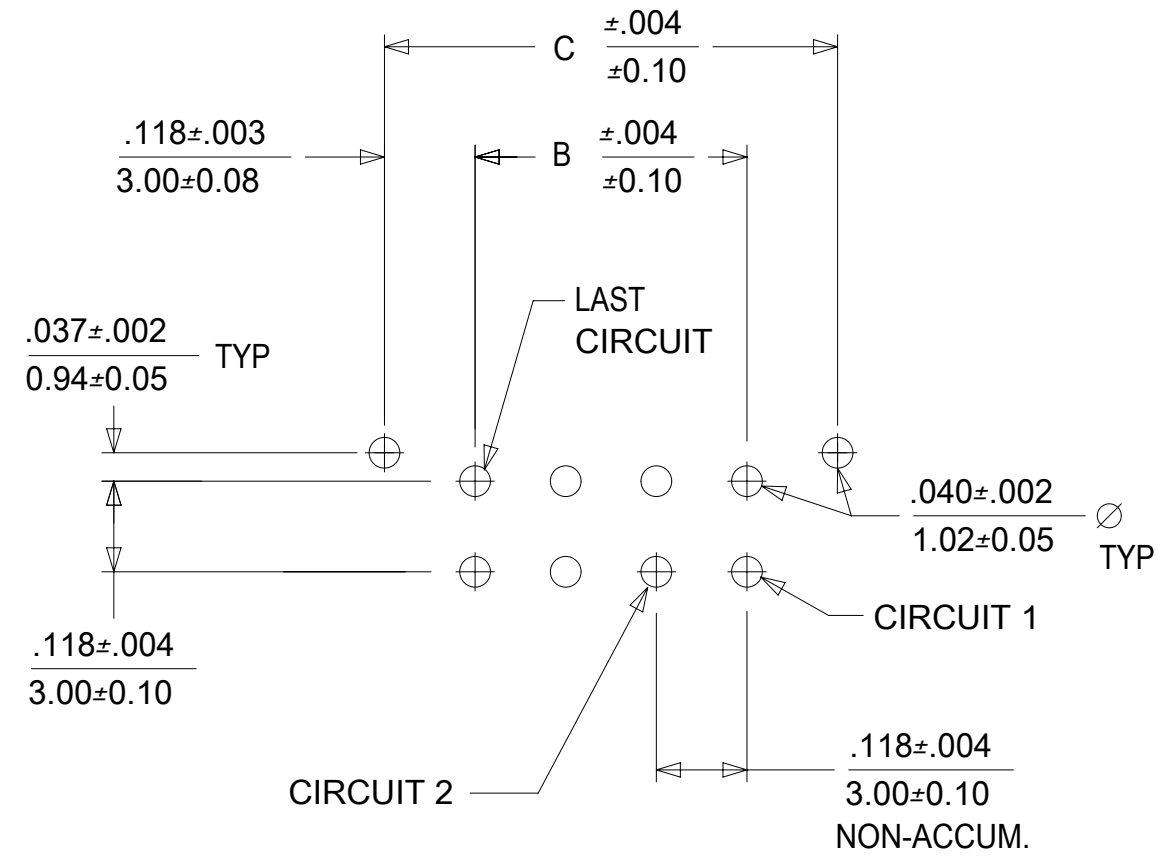 C ±.004
±0.10
.118±.003
3.00±0.08
B ±.004
±0.10
LAST
CIRCUIT
.037±.002
0.94±0.05
TYP
.040±.002
1.02±0.05
∅
TYP
CIRCUIT 1
.118±.004
3.00±0.10
CIRCUIT 2
.118±.004
3.00±0.10
NON-ACCUM.